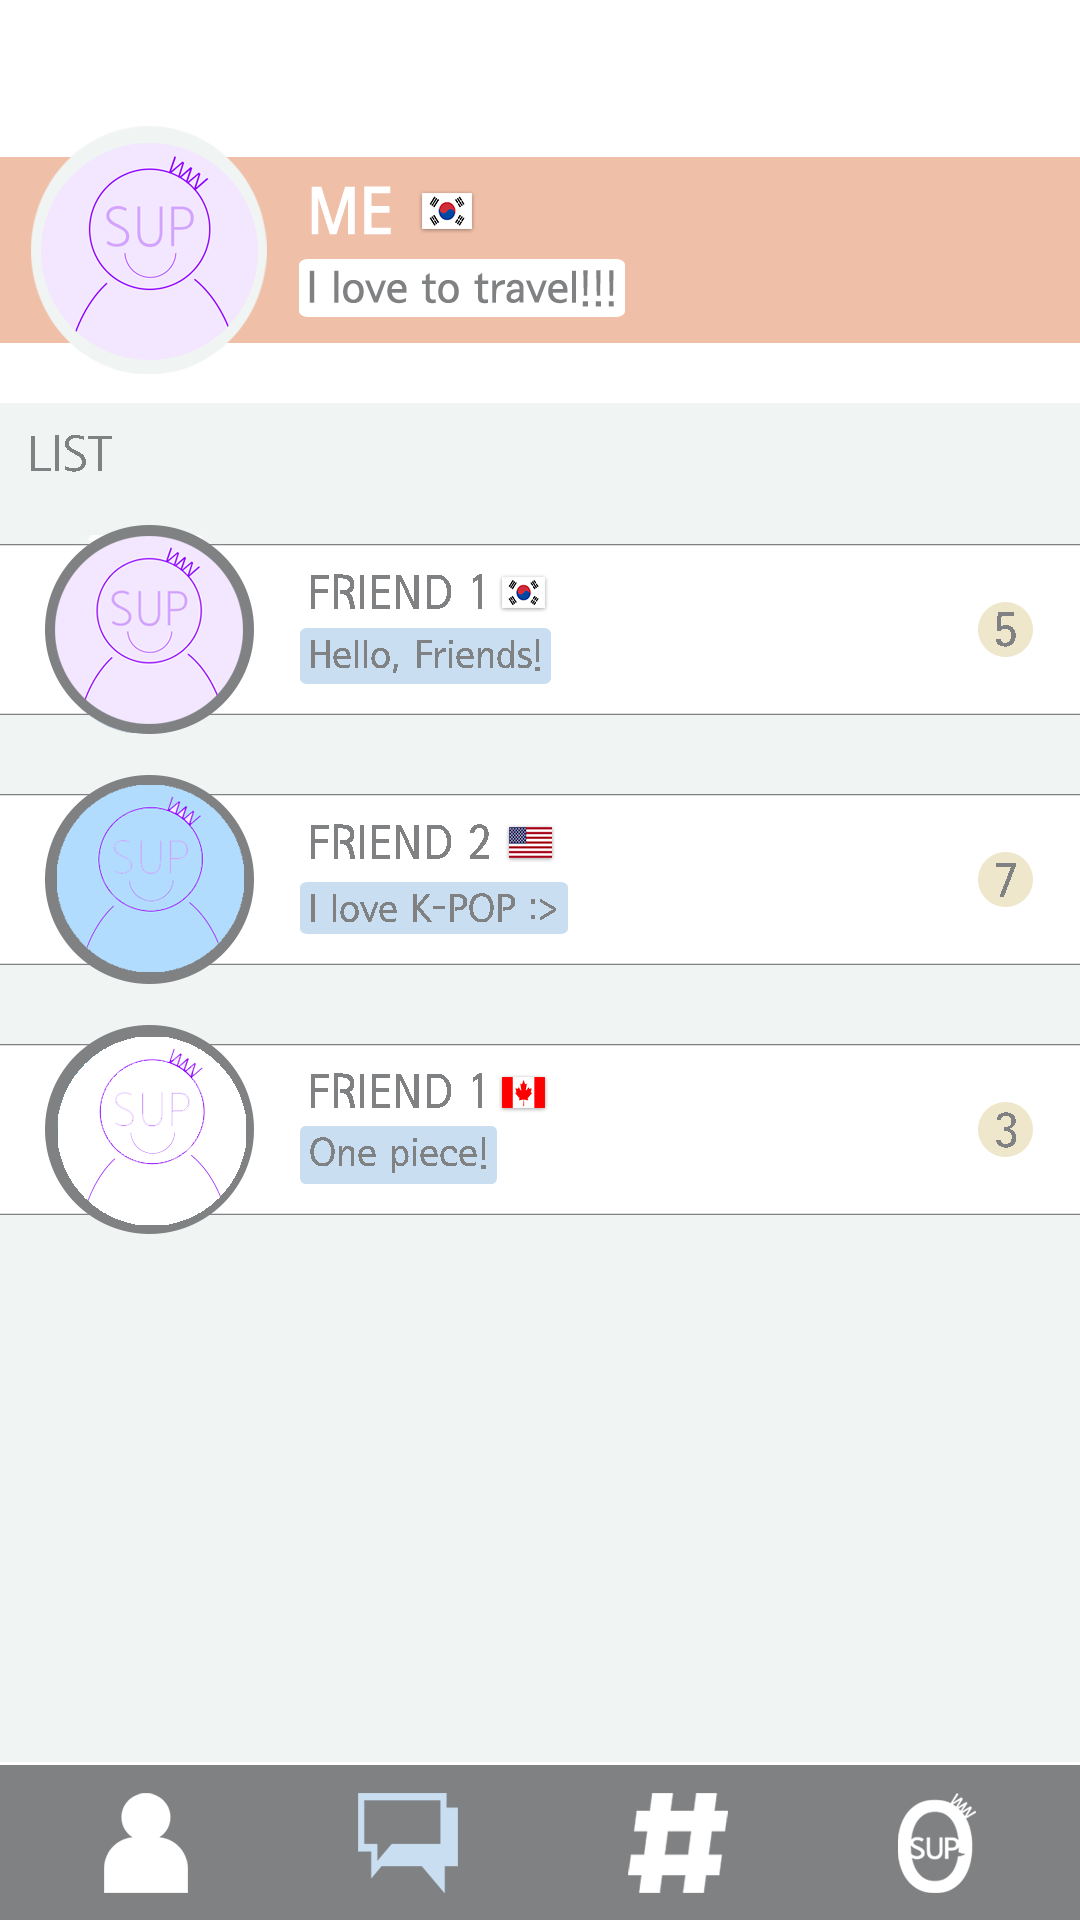 SUP
ME
I love to travel!!!
LIST
SUP
FRIEND 1
Hello, Friends!
5
SUP
FRIEND 2
I love K-POP :>
7
SUP
FRIEND 1
One piece!
3
#
SUP